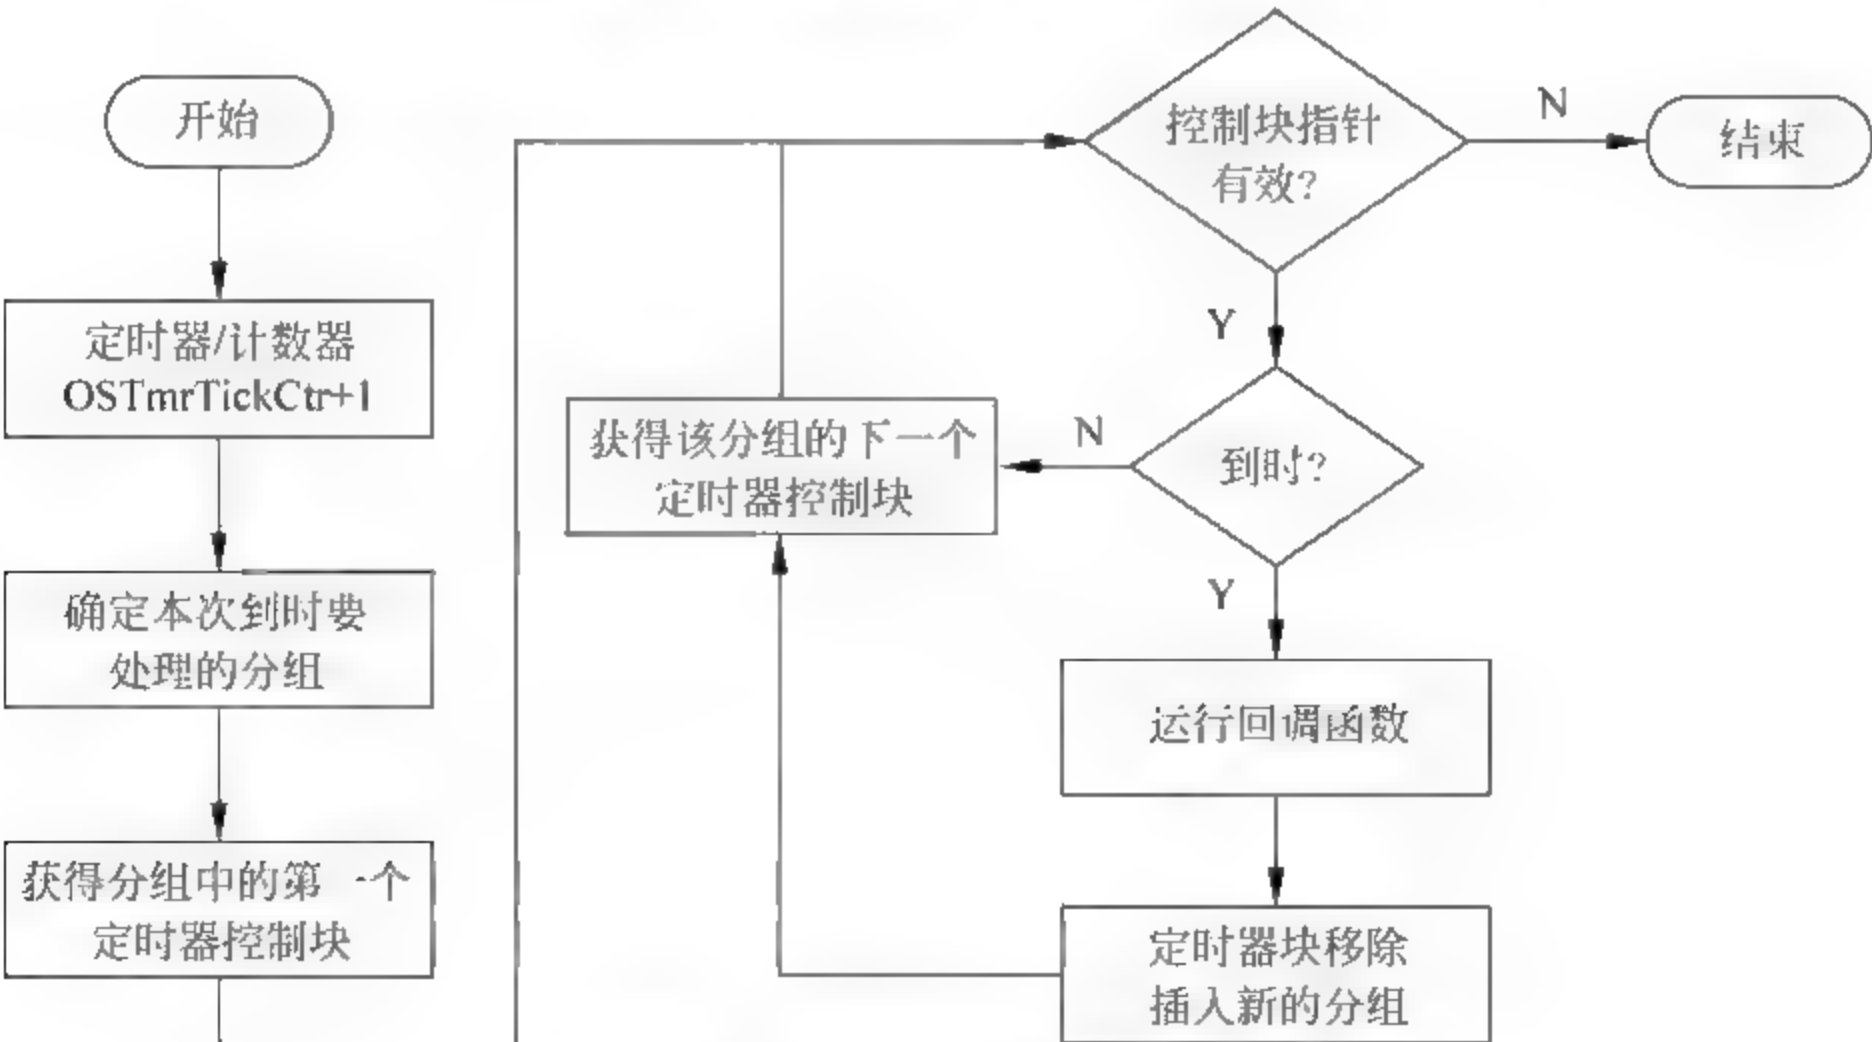 开始
定时器/计数器
OSTmrTickCtr+1
确定本次到时要
处理的分组
获得分组中的第一个
定时器控制块
控制块指针
有效?
N
结束
Y
获得该分组的下一个
定时器控制块
N
到时?
Y
运行回调函数
定时器块移除
插入新的分组